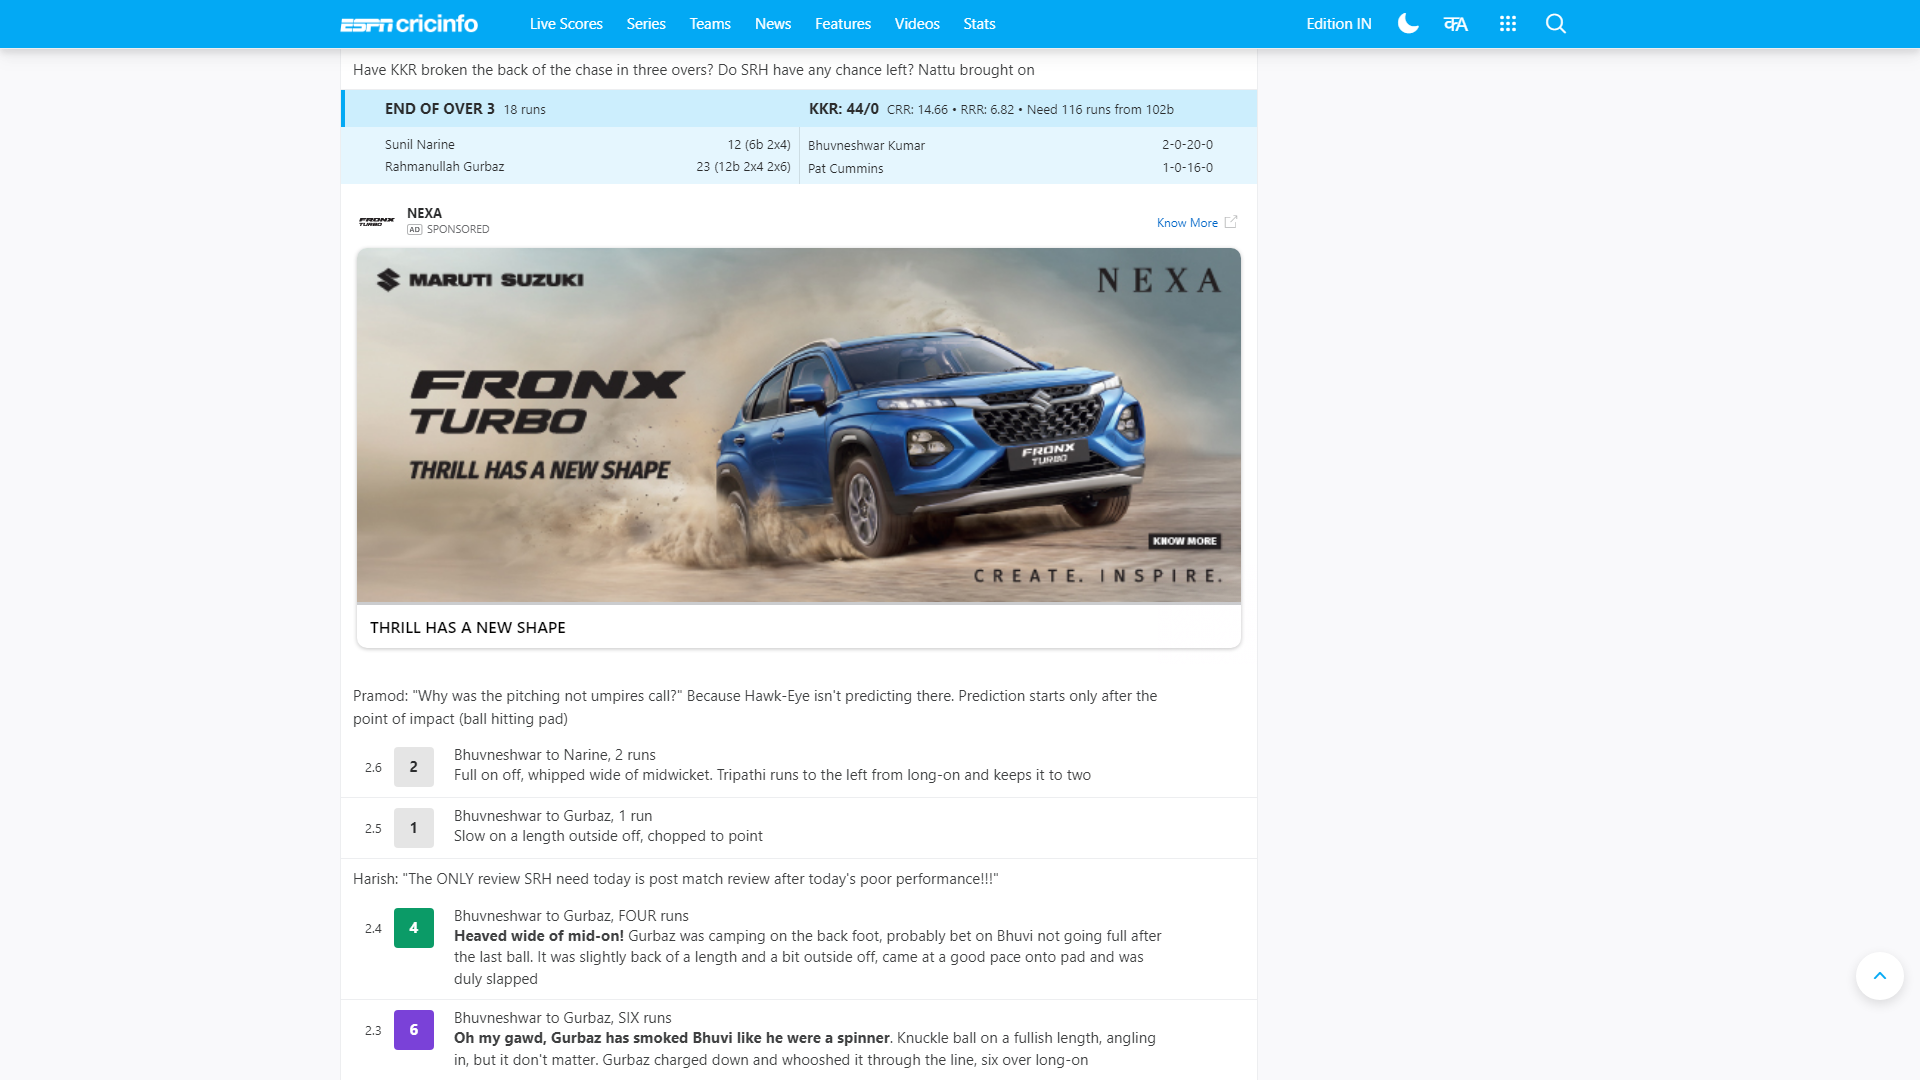 ESPN cricinfo Live Scores Series Teams News Features Videos Stats Edition IN कA
Have KKR broken the back of the chase in three overs? Do SRH have any chance left? Nattu brought on
END OF OVER 3 18 runs KKR: 44/0 CRR: 14.66 • RRR: 6.82 • Need 116 runs from 102b
Sunil Narine 12 (6b 2x4) Bhuvneshwar Kumar 2-0-20-0
Rahmanullah Gurbaz 23 (12b 2x4 2x6) Pat Cummins 1-0-16-0
FRONX
TURBO
NEXA
AD SPONSORED
Know More
MARUTI SUZUKI NEXA
FRONX
TURBO
THRILL HAS A NEW SHAPE
FRONX
TURBO
KNOW MORE
CREATE. INSPIRE.
THRILL HAS A NEW SHAPE
Pramod: "Why was the pitching not umpires call?" Because Hawk-Eye isn't predicting there. Prediction starts only after the
point of impact (ball hitting pad)
2.6 2 Bhuvneshwar to Narine, 2 runs
Full on off, whipped wide of midwicket. Tripathi runs to the left from long-on and keeps it to two
2.5 1 Bhuvneshwar to Gurbaz, 1 run
Slow on a length outside off, chopped to point
Harish: "The ONLY review SRH need today is post match review after today's poor performance!!!"
2.4 4 Bhuvneshwar to Gurbaz, FOUR runs
Heaved wide of mid-on! Gurbaz was camping on the back foot, probably bet on Bhuvi not going full after
the last ball. It was slightly back of a length and a bit outside off, came at a good pace onto pad and was
duly slapped
2.3 6 Bhuvneshwar to Gurbaz, SIX runs
Oh my gawd, Gurbaz has smoked Bhuvi like he were a spinner. Knuckle ball on a fullish length, angling
in, but it don't matter. Gurbaz charged down and whooshed it through the line, six over long-on